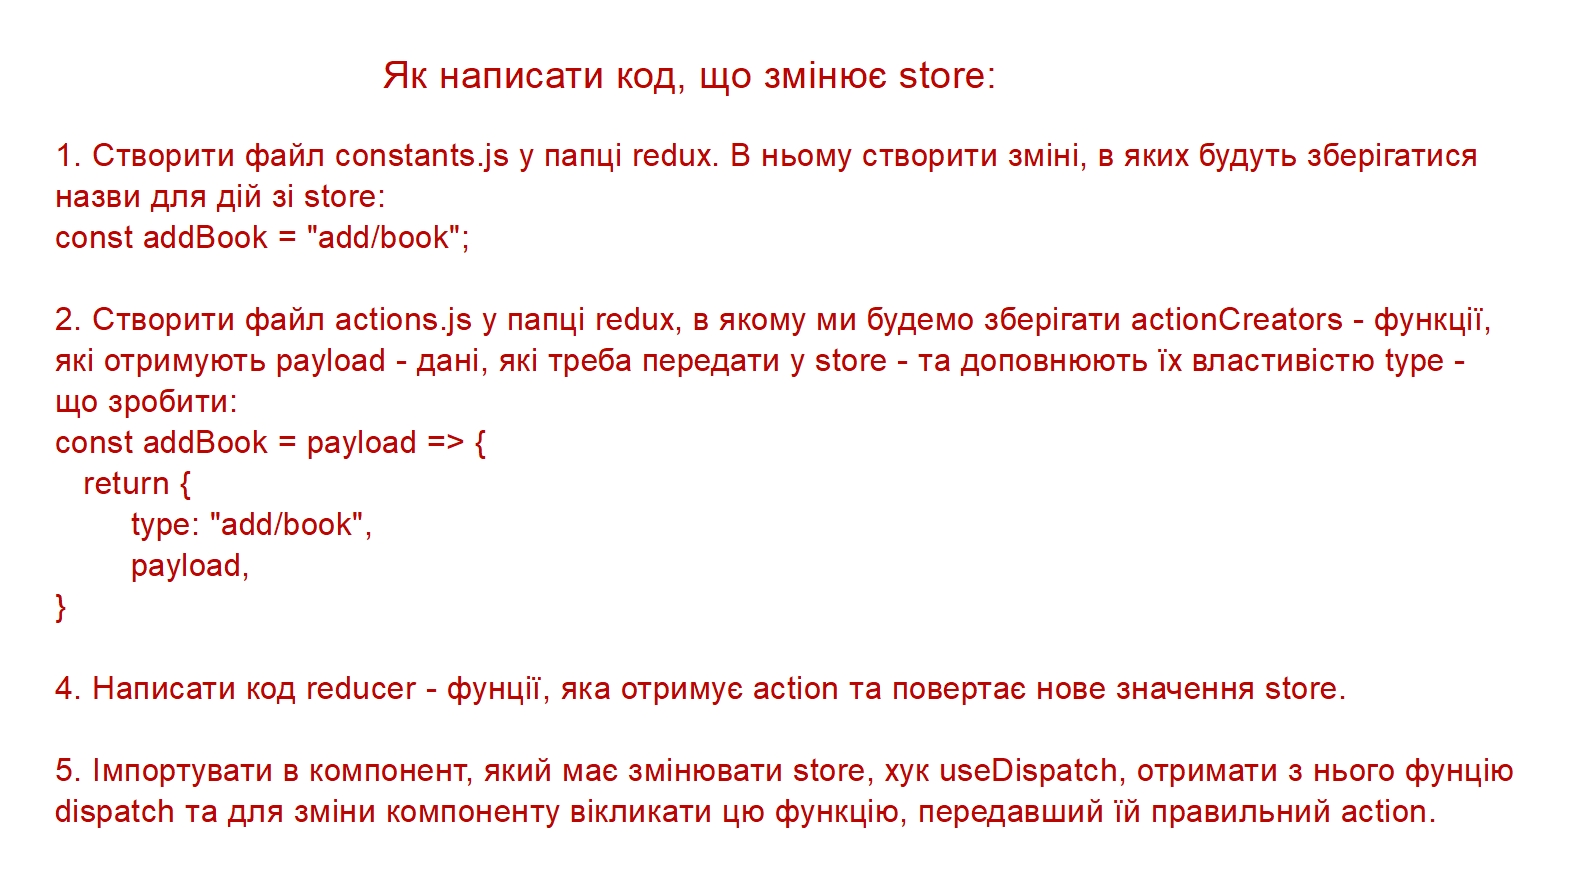 Як написати код, що змінює store:
1. Створити файл constants.js у папці redux. В ньому створити зміні, в яких будуть зберігатися
назви для дій зі store:
const addBook = "add/book";
2. Створити файл actions.js у папці redux, в якому ми будемо зберігати actionCreators - функції,
які отримують payload - дані, які треба передати у store - та доповнюють їх властивістю type -
що зробити:
const addBook = payload => {
return {
type: "add/book",
payload,
}
4. Написати код reducer - фунції, яка отримує action та повертає нове значення store.
5. Імпортувати в компонент, який має змінювати store, хук useDispatch, отримати з нього фунцію
dispatch та для зміни компоненту вікликати цю функцію, передавший їй правильний action.